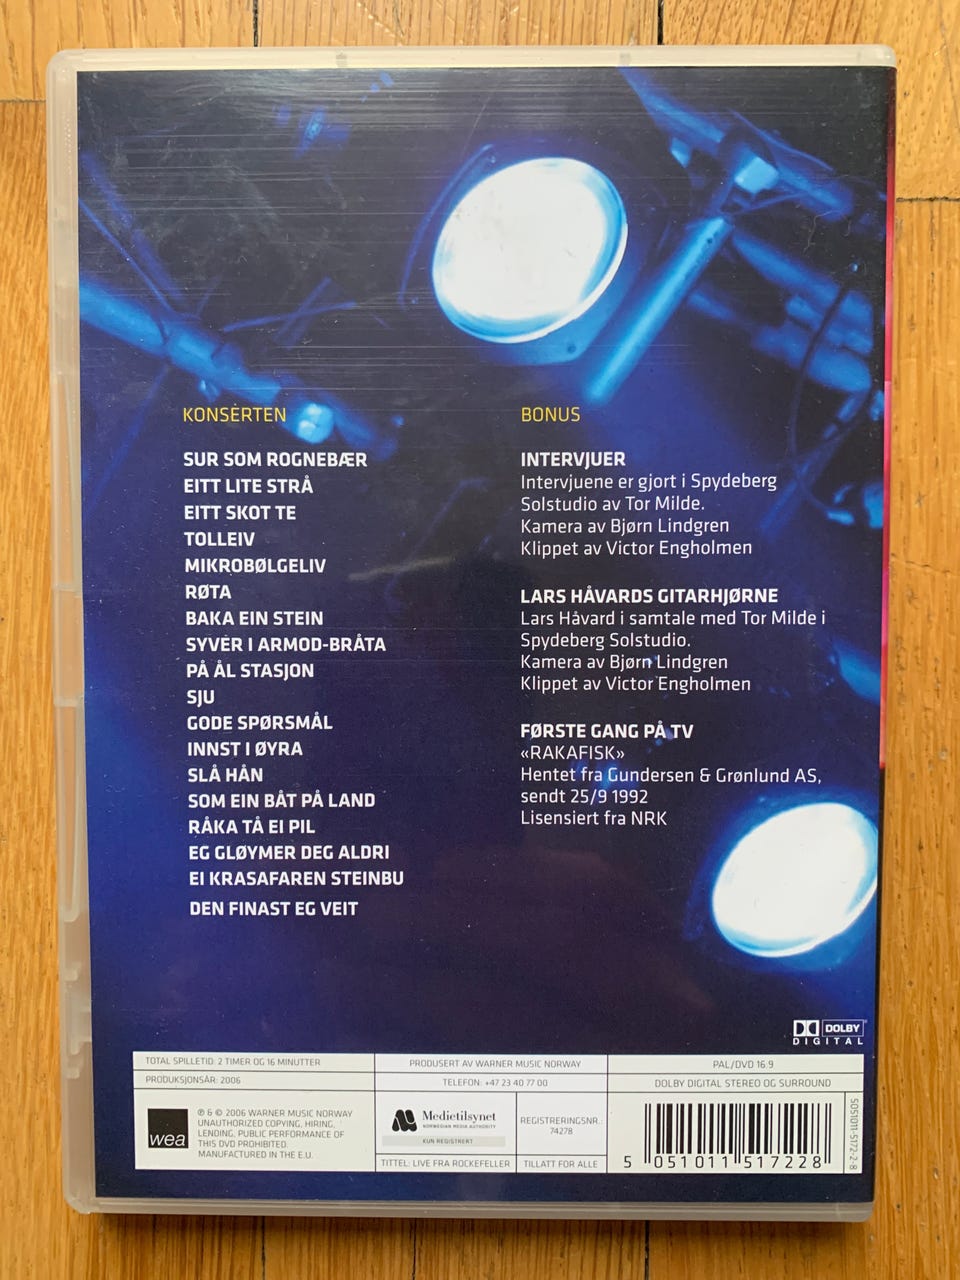 KONSERTEN
SUR SOM ROGNEBÆR
EITT LITE STRÅ
EITT SKOT TE
TOLLEIV
MIKROBØLGELIV
RØTA
BAKA EIN STEIN
SYVER I ARMOD-BRÅTA
PÅ ÅL STASJON
SJU
GODE SPØRSMÅL
INNST I ØYRA
SLÅ HÅN
SOM EIN BÅT PÅ LAND
RÅKA TÅ EI PIL
EG GLØYMER DEG ALDRI
EI KRASAFAREN STEINBU
DEN FINAST EG VEIT
BONUS
INTERVJUER
Intervjuene er gjort i Spydeberg
Solstudio av Tor Milde.
Kamera av Bjørn Lindgren
Klippet av Victor Engholmen
LARS HÅVARDS GITARHJØRNE
Lars Håvard i samtale med Tor Milde i
Spydeberg Solstudio.
Kamera av Bjørn Lindgren
Klippet av Victor Engholmen
FØRSTE GANG PÅ TV
«RAKAFISK»
Hentet fra Gundersen & Grønlund AS,
sendt 25/9 1992
Lisensiert fra NRK
DOLBY
DIGITAL
TOTAL SPILLETID: 2 TIMER OG 16 MINUTTER
PRODUKSJONSÅR: 2006
wea
℗ & © 2006 WARNER MUSIC NORWAY
UNAUTHORIZED COPYING, HIRING,
LENDING, PUBLIC PERFORMANCE OF
THIS DVD PROHIBITED.
MANUFACTURED IN THE E.U.
PRODUSERT AV WARNER MUSIC NORWAY
TELEFON: +47 23 40 77 00
Medietilsynet
NORWEGIAN MEDIA AUTHORITY
KUN REGISTRERT
REGISTRERINGSNR.:
74278
TITTEL: LIVE FRA ROCKEFELLER
TILLATT FOR ALLE
PAL/DVD 16:9
DOLBY DIGITAL STEREO OG SURROUND
5 051011 517228
5051011-5172-2-8